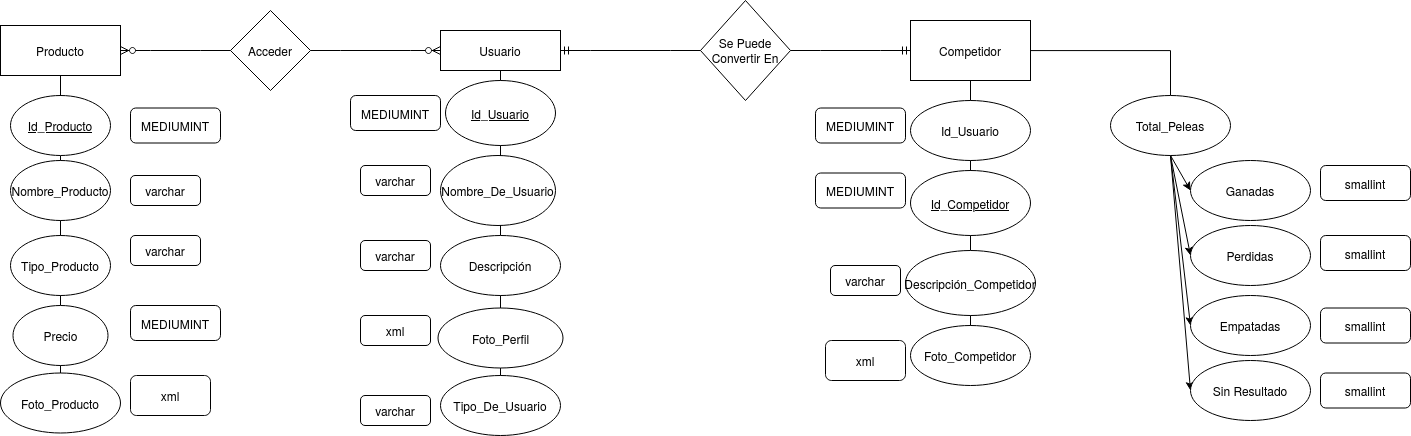 Producto
Acceder
Usuario
Se Puede
Convertir En
Competidor
Id_Producto
MEDIUMINT
Nombre_Producto
varchar
Tipo_Producto
varchar
Precio
MEDIUMINT
Foto_Producto
xml
MEDIUMINT
Id_Usuario
varchar
Nombre_De_Usuario
varchar
Descripción
xml
Foto_Perfil
varchar
Tipo_De_Usuario
MEDIUMINT
Id_Usuario
MEDIUMINT
Id_Competidor
varchar
Descripción_Competidor
xml
Foto_Competidor
Total_Peleas
Ganadas
smallint
Perdidas
smallint
Empatadas
smallint
Sin Resultado
smallint